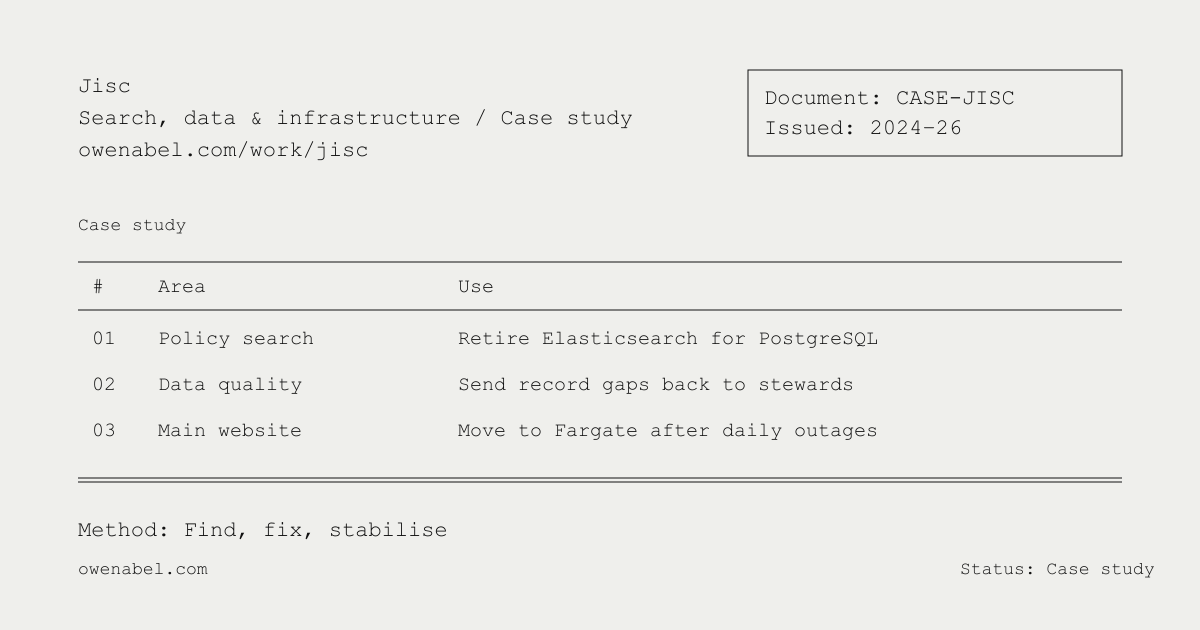 Jisc
Search, data & infrastructure / Case study
owenabel.com/work/jisc
Document: CASE-JISC
Issued: 2024–26
Case study
# Area Use
01 Policy search Retire Elasticsearch for PostgreSQL
02 Data quality Send record gaps back to stewards
03 Main website Move to Fargate after daily outages
Method: Find, fix, stabilise
owenabel.com
Status: Case study